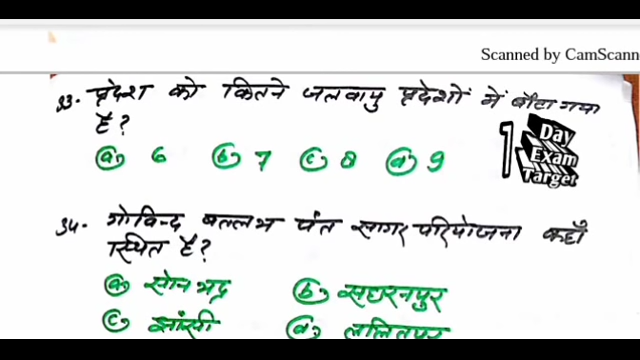 Scanned by CamScann
33. प्रदेश को कितने जलवायु प्रदेशों में बाँटा गया
है?
1 Day Exam Target
(a) 6 (b) 7 (c) 8 (d) 9
34. गोविन्द बल्लभ पंत सागर परियोजना कहाँ
स्थित है?
(a) सोनभद्र (b) सहारनपुर
(c) झांसी (d) ललितपुर